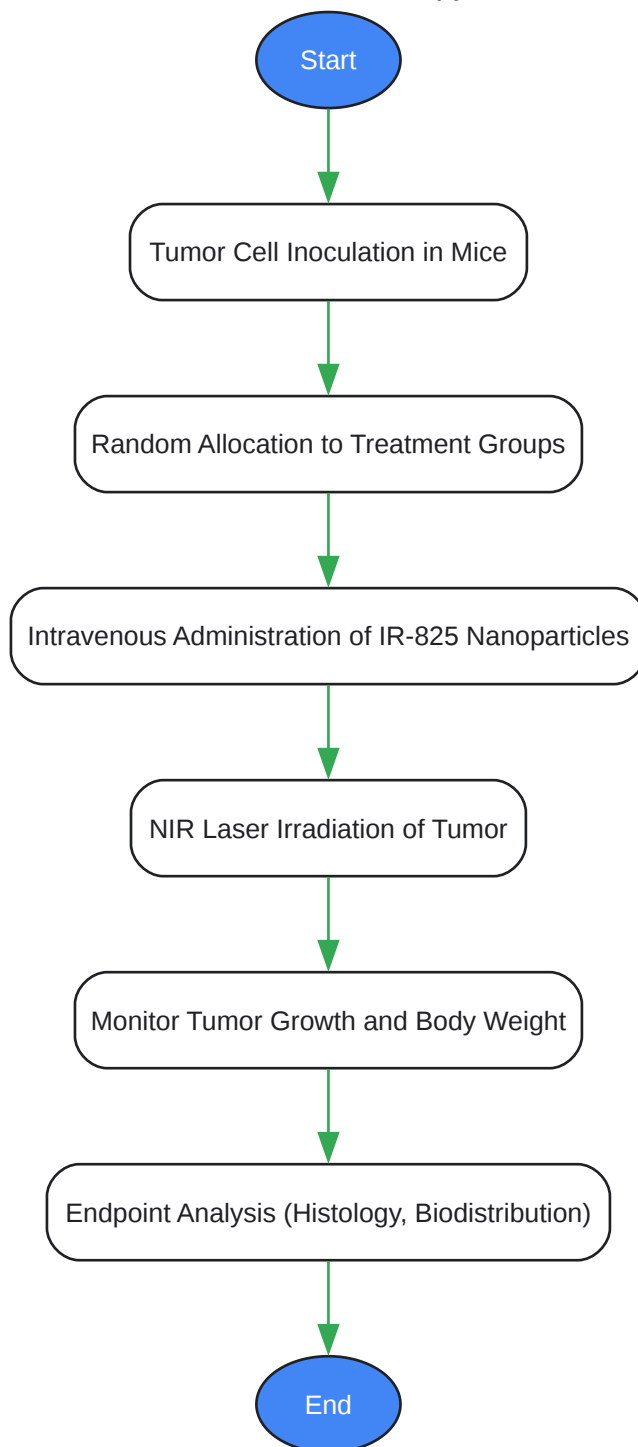 Start
Tumor Cell Inoculation in Mice
Random Allocation to Treatment Groups
Intravenous Administration of IR-825 Nanoparticles
NIR Laser Irradiation of Tumor
Monitor Tumor Growth and Body Weight
Endpoint Analysis (Histology, Biodistribution)
End